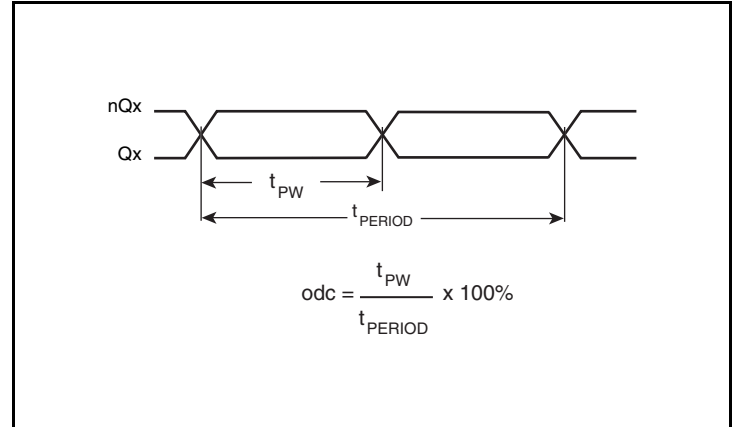 nQx
Qx
tPW
tPERIOD
odc = tPW / tPERIOD x 100%